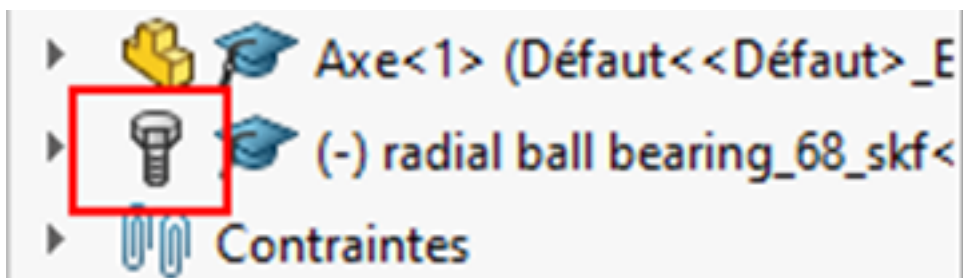 Axe<1> (Défaut<<Défaut>_E
(-) radial ball bearing_68_skf<
Contraintes